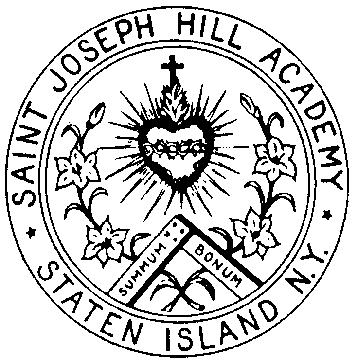 SAINT JOSEPH HILL ACADEMY
SUMMUM BONUM
STATEN ISLAND N.Y.